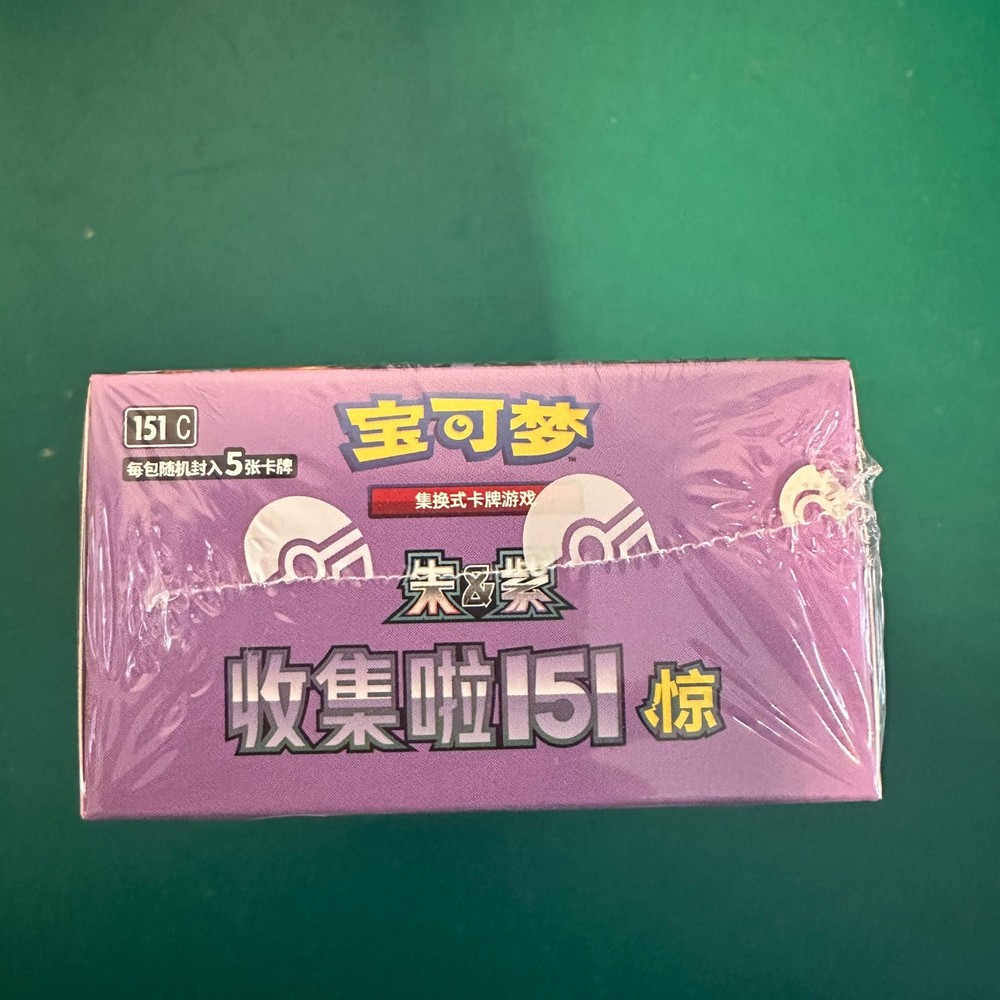 151 C
每包随机封入5张卡牌
宝可梦
TM
集换式卡牌游戏
朱&紫
收集啦151 惊